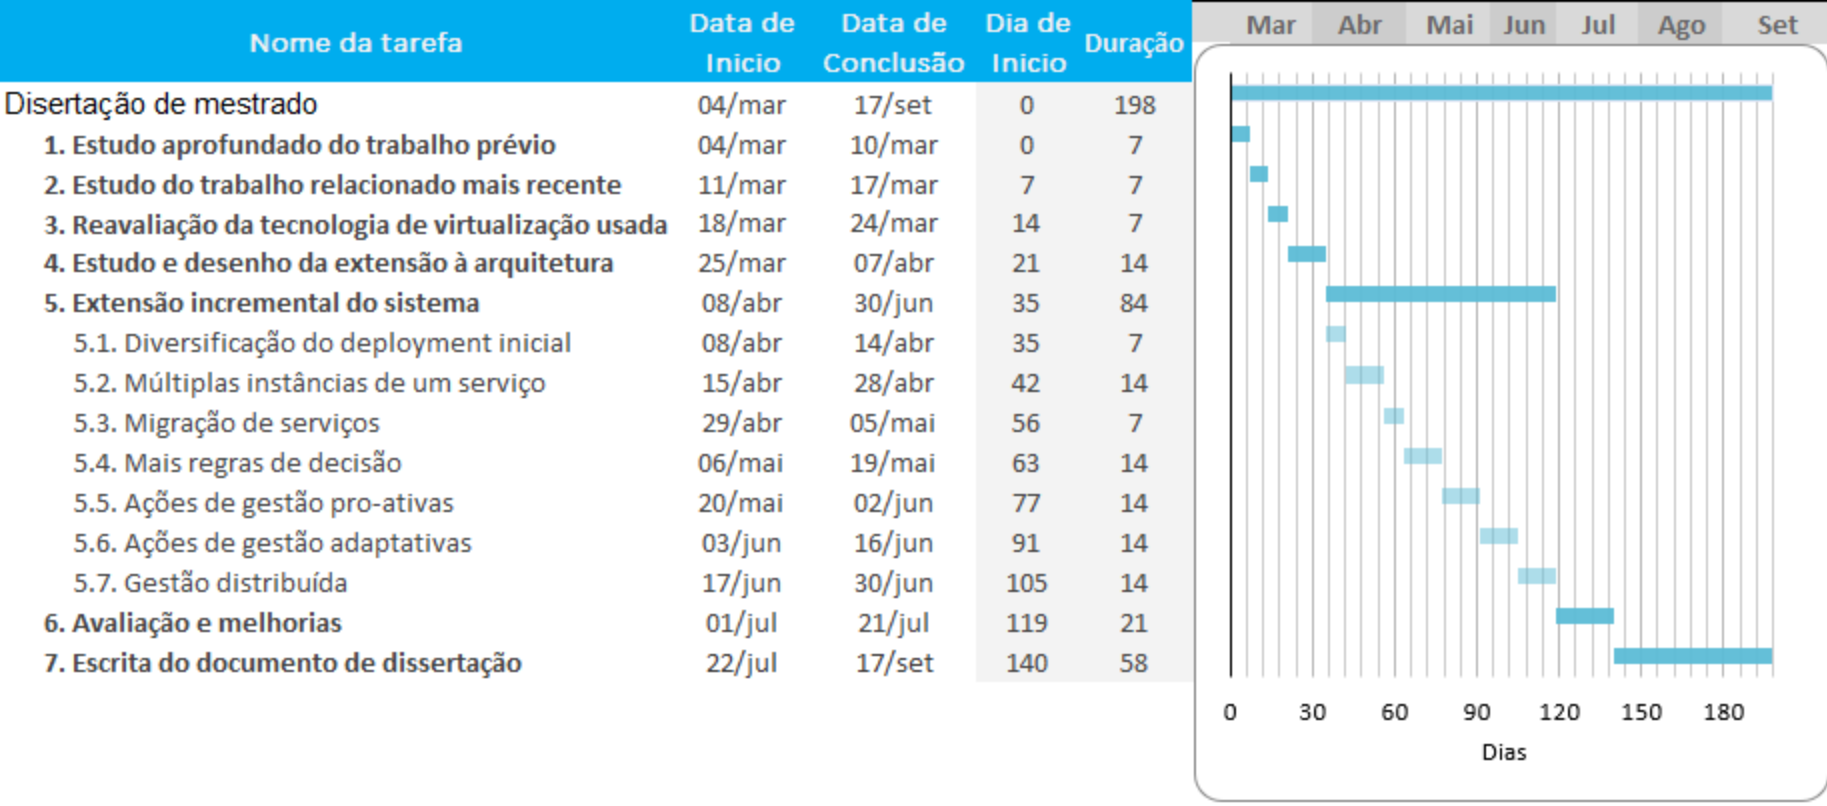 Nome da tarefa Data de Inicio Data de Conclusão Dia de Inicio Duração Mar Abr Mai Jun Jul Ago Set
Disertação de mestrado 04/mar 17/set 0 198
1. Estudo aprofundado do trabalho prévio 04/mar 10/mar 0 7
2. Estudo do trabalho relacionado mais recente 11/mar 17/mar 7 7
3. Reavaliação da tecnologia de virtualização usada 18/mar 24/mar 14 7
4. Estudo e desenho da extensão à arquitetura 25/mar 07/abr 21 14
5. Extensão incremental do sistema 08/abr 30/jun 35 84
5.1. Diversificação do deployment inicial 08/abr 14/abr 35 7
5.2. Múltiplas instâncias de um serviço 15/abr 28/abr 42 14
5.3. Migração de serviços 29/abr 05/mai 56 7
5.4. Mais regras de decisão 06/mai 19/mai 63 14
5.5. Ações de gestão pro-ativas 20/mai 02/jun 77 14
5.6. Ações de gestão adaptativas 03/jun 16/jun 91 14
5.7. Gestão distribuída 17/jun 30/jun 105 14
6. Avaliação e melhorias 01/jul 21/jul 119 21
7. Escrita do documento de dissertação 22/jul 17/set 140 58
0 30 60 90 120 150 180
Dias